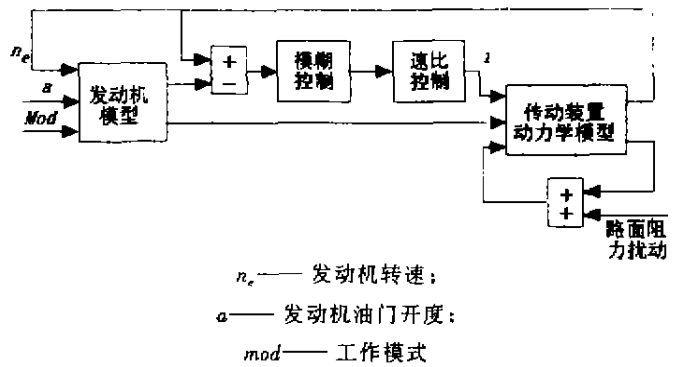 n_e
a
Mod
发动机
模型
+
−
模糊
控制
速比
控制
i
传动装置
动力学模型
+
+
路面阻
力扰动
n_e—— 发动机转速；
a—— 发动机油门开度；
mod—— 工作模式